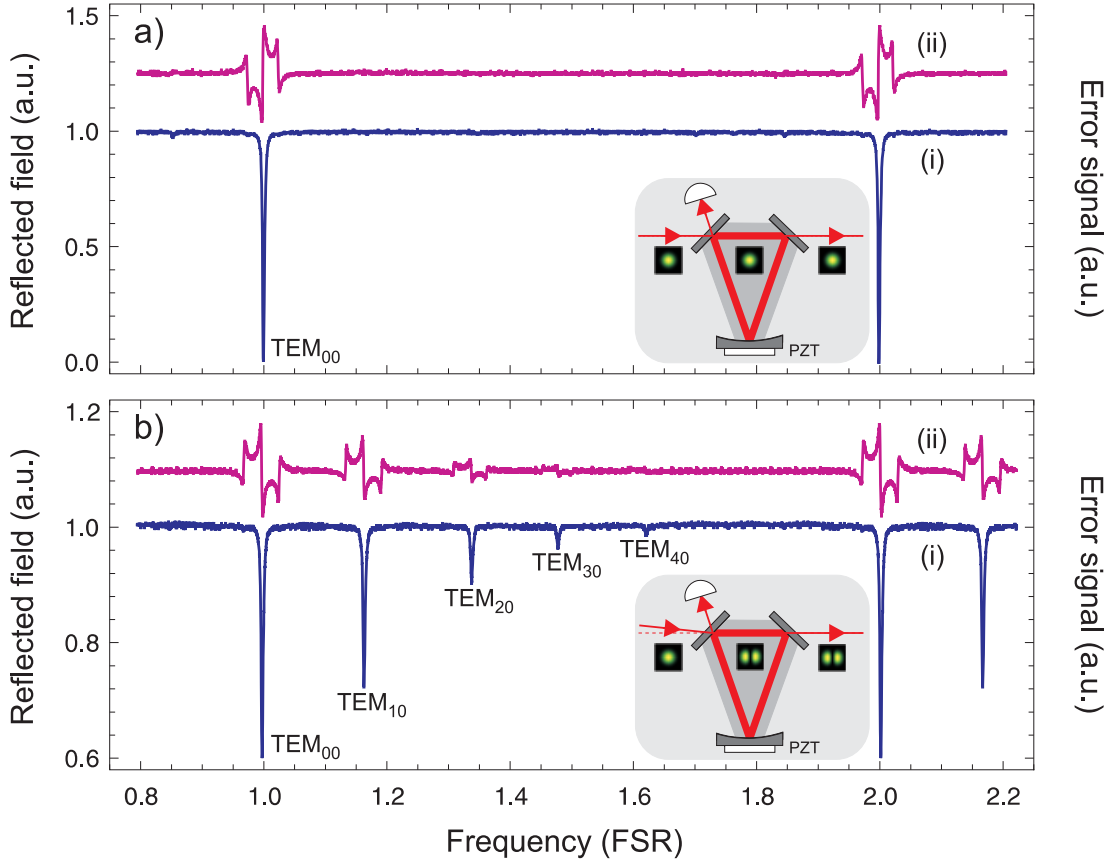 a)
1.5
1.0
0.5
0.0
Reflected field (a.u.)
Error signal (a.u.)
(ii)
(i)
TEM00
PZT
b)
1.2
1.0
0.8
0.6
Reflected field (a.u.)
Error signal (a.u.)
(ii)
(i)
TEM00
TEM10
TEM20
TEM30
TEM40
PZT
0.8 1.0 1.2 1.4 1.6 1.8 2.0 2.2
Frequency (FSR)